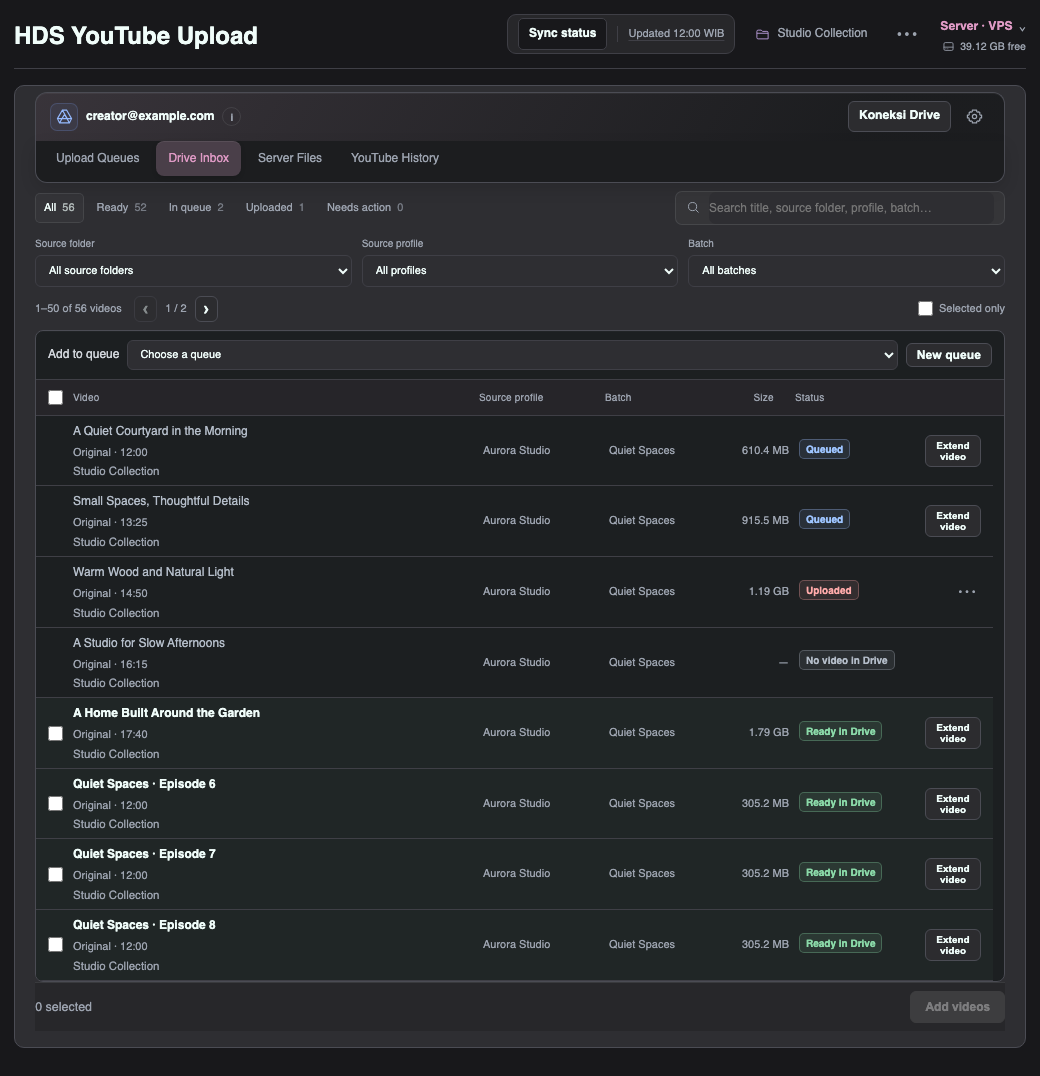 HDS YouTube Upload
Sync status
Updated 12:00 WIB
Studio Collection
Server · VPS
39.12 GB free
creator@example.com
i
Koneksi Drive
Upload Queues
Drive Inbox
Server Files
YouTube History
All 56
Ready 52
In queue 2
Uploaded 1
Needs action 0
Search title, source folder, profile, batch…
Source folder
Source profile
Batch
All source folders
All profiles
All batches
1–50 of 56 videos
‹
1 / 2
›
Selected only
Add to queue
Choose a queue
New queue
Video
Source profile
Batch
Size
Status
A Quiet Courtyard in the Morning
Original · 12:00
Studio Collection
Aurora Studio
Quiet Spaces
610.4 MB
Queued
Extend
video
Small Spaces, Thoughtful Details
Original · 13:25
Studio Collection
Aurora Studio
Quiet Spaces
915.5 MB
Queued
Extend
video
Warm Wood and Natural Light
Original · 14:50
Studio Collection
Aurora Studio
Quiet Spaces
1.19 GB
Uploaded
A Studio for Slow Afternoons
Original · 16:15
Studio Collection
Aurora Studio
Quiet Spaces
—
No video in Drive
A Home Built Around the Garden
Original · 17:40
Studio Collection
Aurora Studio
Quiet Spaces
1.79 GB
Ready in Drive
Extend
video
Quiet Spaces · Episode 6
Original · 12:00
Studio Collection
Aurora Studio
Quiet Spaces
305.2 MB
Ready in Drive
Extend
video
Quiet Spaces · Episode 7
Original · 12:00
Studio Collection
Aurora Studio
Quiet Spaces
305.2 MB
Ready in Drive
Extend
video
Quiet Spaces · Episode 8
Original · 12:00
Studio Collection
Aurora Studio
Quiet Spaces
305.2 MB
Ready in Drive
Extend
video
0 selected
Add videos